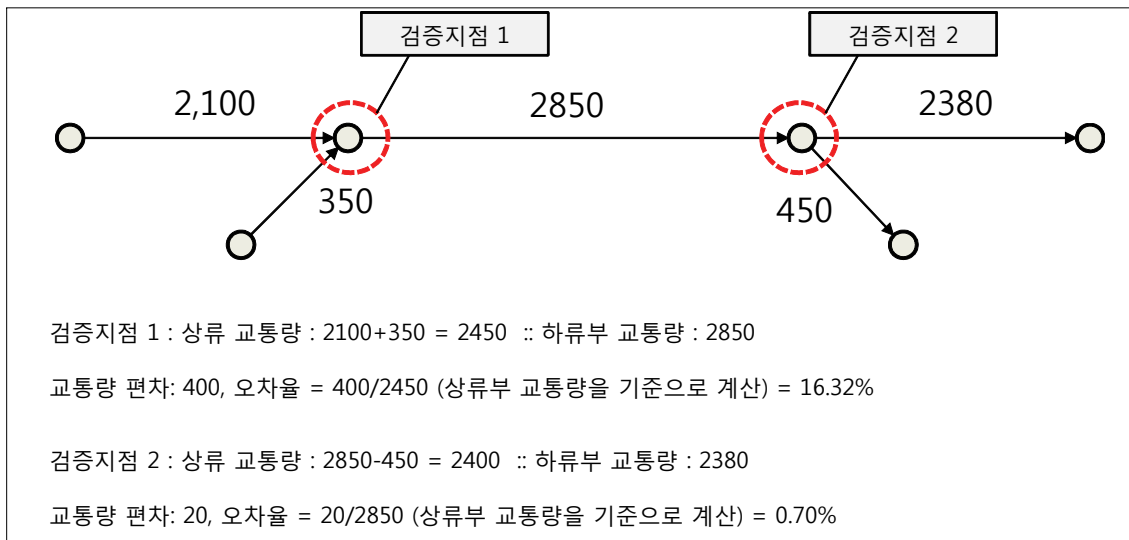 검증지점 1
검증지점 2
2,100
2850
2380
350
450
검증지점 1 : 상류 교통량 : 2100+350 = 2450 :: 하류부 교통량 : 2850
교통량 편차: 400, 오차율 = 400/2450 (상류부 교통량을 기준으로 계산) = 16.32%
검증지점 2 : 상류 교통량 : 2850-450 = 2400 :: 하류부 교통량 : 2380
교통량 편차: 20, 오차율 = 20/2850 (상류부 교통량을 기준으로 계산) = 0.70%